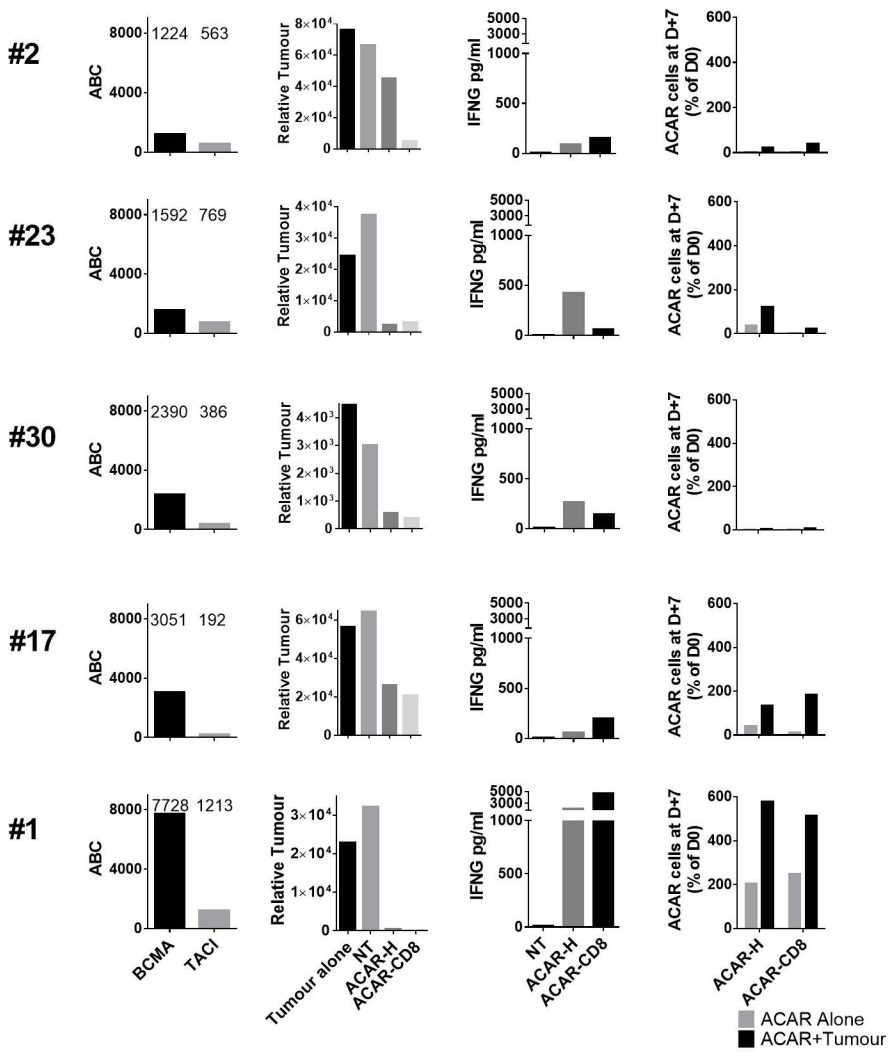 #2
ABC
8000
4000
0
1224 563
Relative Tumour
8×10⁴
6×10⁴
4×10⁴
2×10⁴
0
IFNG pg/ml
5000
3000
1000
500
0
ACAR cells at D+7
(% of D0)
600
400
200
0
#23
ABC
8000
4000
0
1592 769
Relative Tumour
4×10⁴
3×10⁴
2×10⁴
1×10⁴
0
IFNG pg/ml
5000
3000
1000
500
0
ACAR cells at D+7
(% of D0)
600
400
200
0
#30
ABC
8000
4000
0
2390 386
Relative Tumour
4×10³
3×10³
2×10³
1×10³
0
IFNG pg/ml
5000
3000
1000
500
0
ACAR cells at D+7
(% of D0)
600
400
200
0
#17
ABC
8000
4000
0
3051 192
Relative Tumour
6×10⁴
4×10⁴
2×10⁴
0
IFNG pg/ml
5000
3000
1000
500
0
ACAR cells at D+7
(% of D0)
600
400
200
0
#1
ABC
8000
4000
0
7728 1213
BCMA
TACI
Relative Tumour
3×10⁴
2×10⁴
1×10⁴
0
Tumour alone
NT
ACAR-H
ACAR-CD8
IFNG pg/ml
5000
3000
1000
500
0
NT
ACAR-H
ACAR-CD8
ACAR cells at D+7
(% of D0)
600
400
200
0
ACAR-H
ACAR-CD8
ACAR Alone
ACAR+Tumour